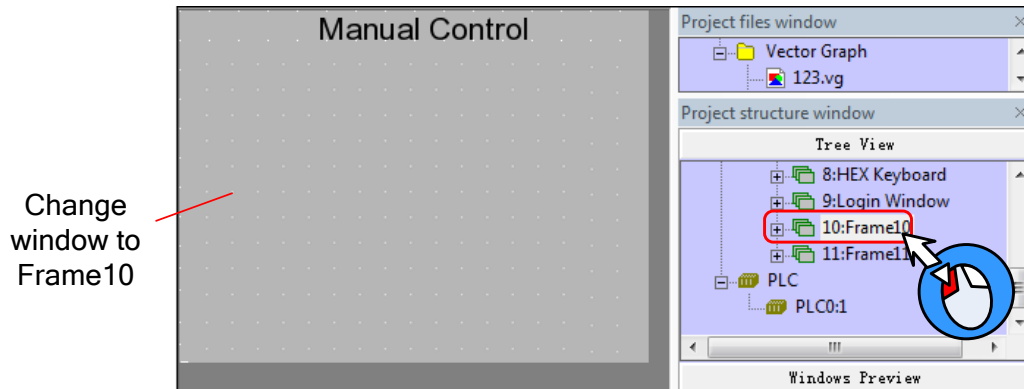 Manual Control
Change
window to
Frame10
Project files window
Vector Graph
123.vg
Project structure window
Tree View
8:HEX Keyboard
9:Login Window
10:Frame10
11:Frame11
PLC
PLC0:1
Windows Preview